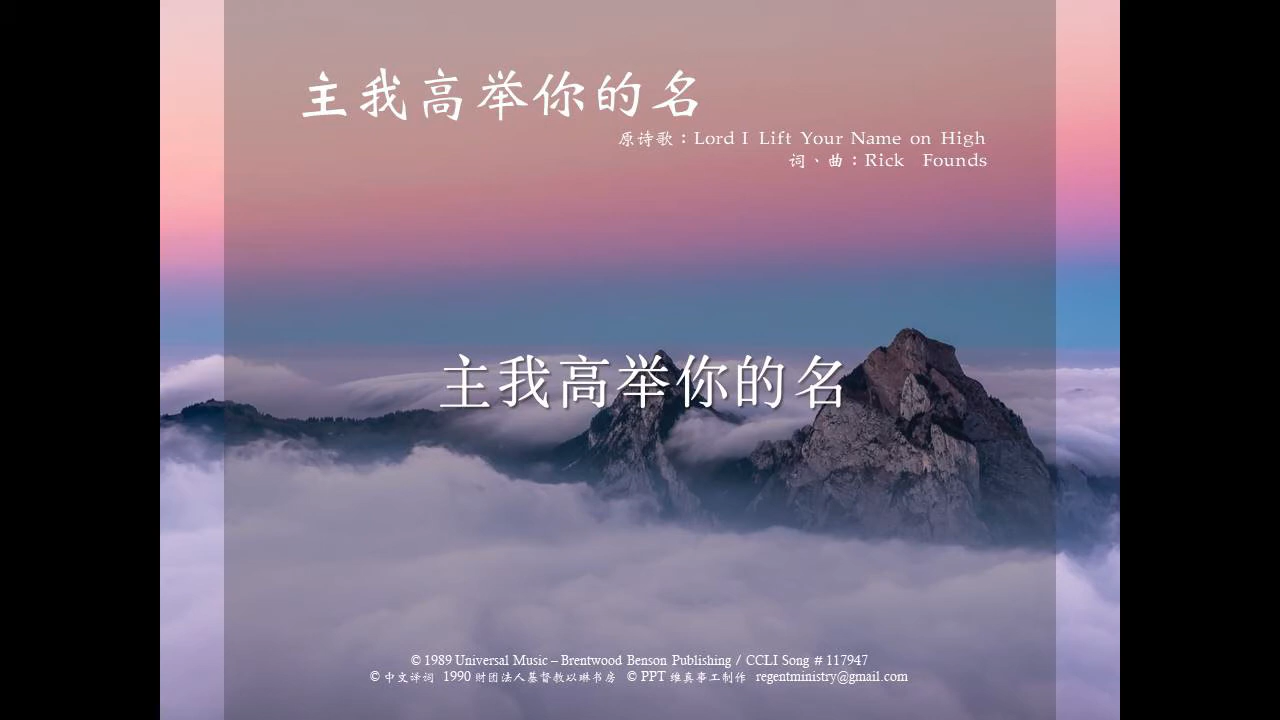 主我高举你的名
原诗歌：Lord I Lift Your Name on High
词、曲：Rick Founds
主我高举你的名
© 1989 Universal Music – Brentwood Benson Publishing / CCLI Song # 117947
© 中文译词 1990 财团法人基督教以琳书房 © PPT 维真事工制作 regentministry@gmail.com